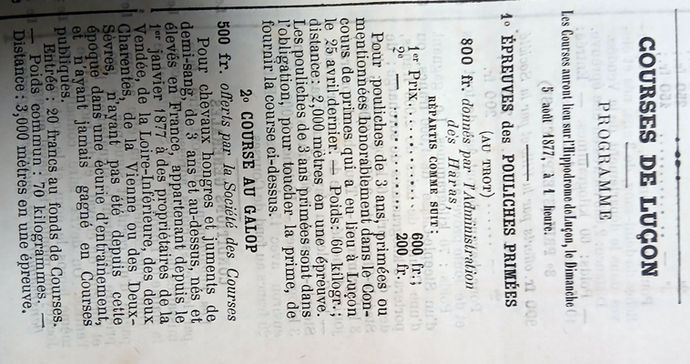 COURSES DE LUÇON
PROGRAMME
Les Courses auront lieu sur l'Hippodrome de Luçon, le Dimanche
(5 août 1877, à 1 heure.
1° ÉPREUVES des POULICHES PRIMÉES
(AU TROT)
800 fr. donnés par l'Administration
des Haras,
RÉPARTIS COMME SUIT:
1er Prix.......... 600 fr.;
2e — .......... 200 fr.
Pour pouliches de 3 ans, primées ou
mentionnées honorablement dans le Con-
cours de primes qui a eu lieu à Luçon
le 25 avril dernier. — Poids: 60 kilogr.;
distance: 2,000 mètres en une épreuve. —
Les pouliches de 3 ans primées sont dans
l'obligation, pour toucher la prime, de
fournir la course ci-dessus.
2° COURSE AU GALOP
500 fr. offerts par la Société des Courses
Pour chevaux hongres et juments de
demi-sang, de 3 ans et au-dessus, nés et
élevés en France, appartenant depuis le
1er janvier 1877 à des propriétaires de la
Vendée, de la Loire-Inférieure, des deux
Charentes, de la Vienne ou des Deux-
Sèvres, n'ayant pas été depuis cette
époque dans une écurie d'entraînement,
et n'ayant jamais gagné en Courses
publiques.
Entrée: 20 francs au fonds de Courses. —
— Poids commun: 70 kilogrammes. —
Distance: 3,000 mètres en une épreuve.